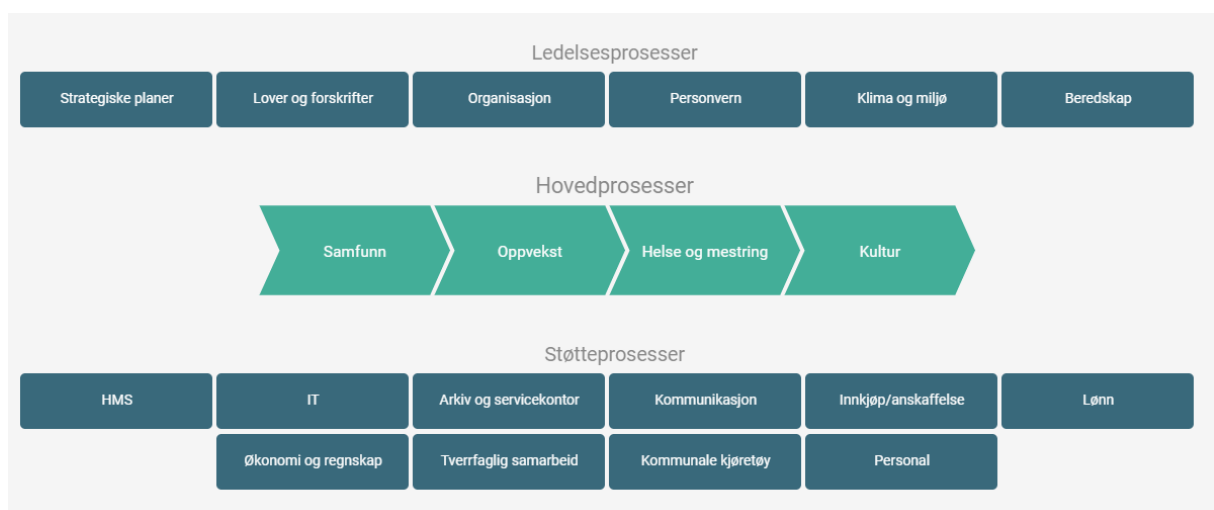 Ledelsesprosesser
Strategiske planer
Lover og forskrifter
Organisasjon
Personvern
Klima og miljø
Beredskap
Hovedprosesser
Samfunn
Oppvekst
Helse og mestring
Kultur
Støtteprosesser
HMS
IT
Arkiv og servicekontor
Kommunikasjon
Innkjøp/anskaffelse
Lønn
Økonomi og regnskap
Tverrfaglig samarbeid
Kommunale kjøretøy
Personal